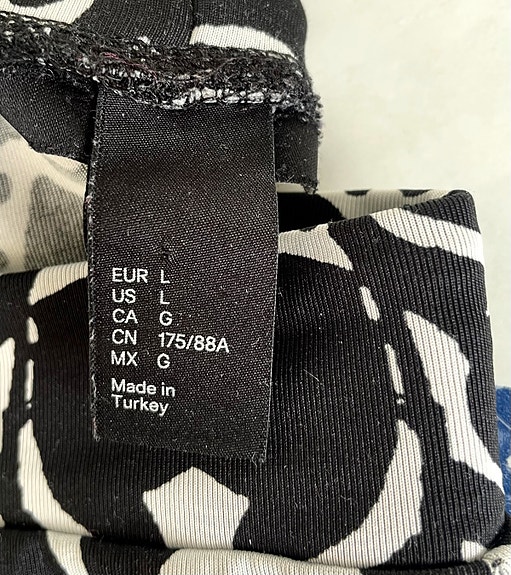 EUR L
US L
CA G
CN 175/88A
MX G
Made in
Turkey